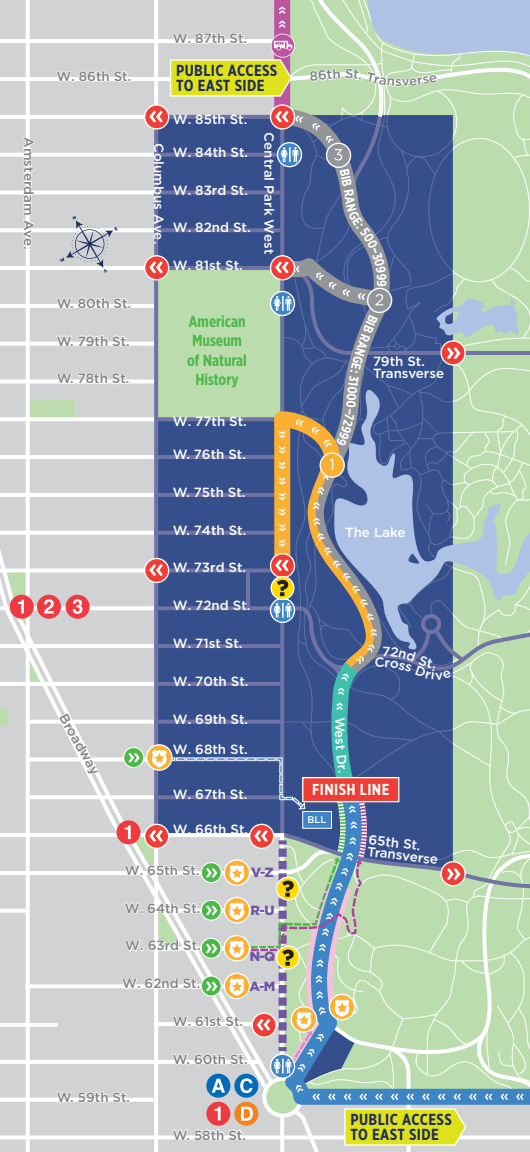 W. 87th St.
W. 86th St.
PUBLIC ACCESS
TO EAST SIDE
86th St. Transverse
W. 85th St.
W. 84th St.
3
W. 83rd St.
W. 82nd St.
W. 81st St.
Amsterdam Ave.
Columbus Ave.
Central Park West
BIB RANGE: 500-30999
W. 80th St.
2
W. 79th St.
W. 78th St.
American
Museum
of Natural
History
79th St.
Transverse
BIB RANGE: 31000-72999
W. 77th St.
W. 76th St.
1
W. 75th St.
W. 74th St.
The Lake
W. 73rd St.
?
W. 72nd St.
1 2 3
W. 71st St.
72nd St.
Cross Drive
W. 70th St.
W. 69th St.
Broadway
West Dr.
W. 68th St.
FINISH LINE
W. 67th St.
BLL
1
W. 66th St.
65th St.
Transverse
W. 65th St.
V-Z
?
W. 64th St.
R-U
W. 63rd St.
N-Q
?
W. 62nd St.
A-M
W. 61st St.
W. 60th St.
A C
1 D
W. 59th St.
PUBLIC ACCESS
TO EAST SIDE
W. 58th St.